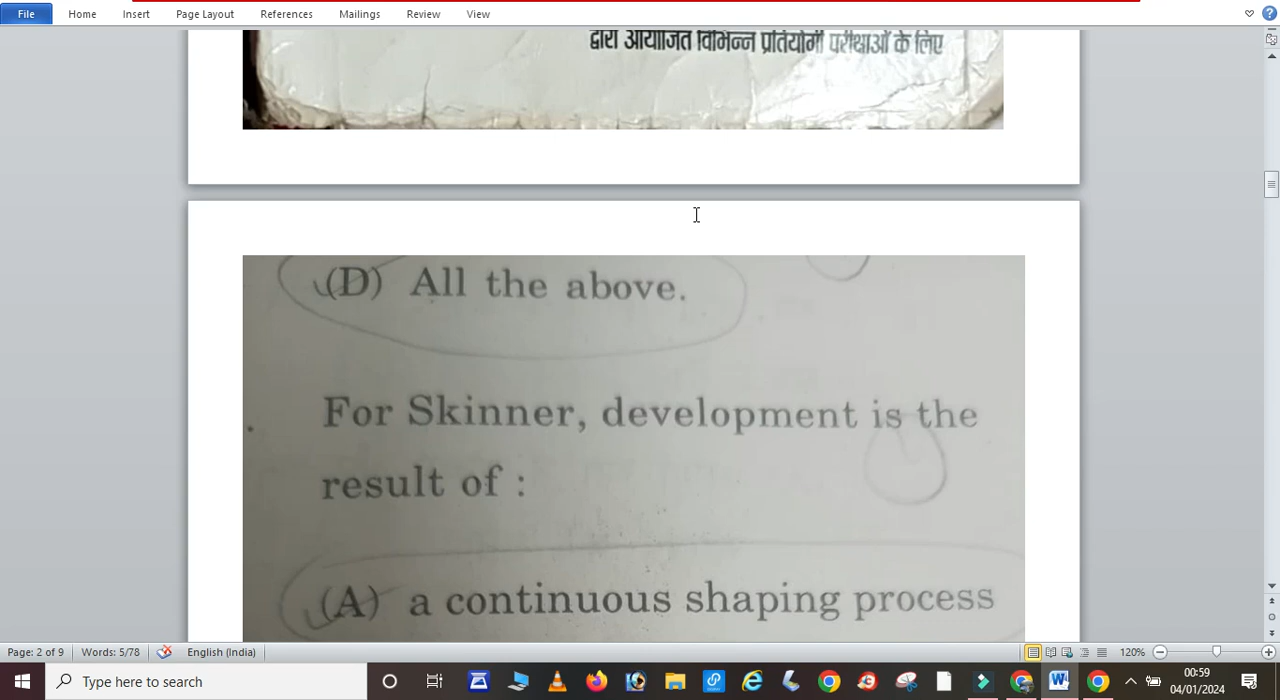 File Home Insert Page Layout References Mailings Review View
द्वारा आयोजित विभिन्न प्रतियोगी परीक्षाओं के लिए
(D) All the above.
For Skinner, development is the
result of :
(A) a continuous shaping process
Page: 2 of 9 Words: 5/78 English (India) 120%
Type here to search
00:59
04/01/2024